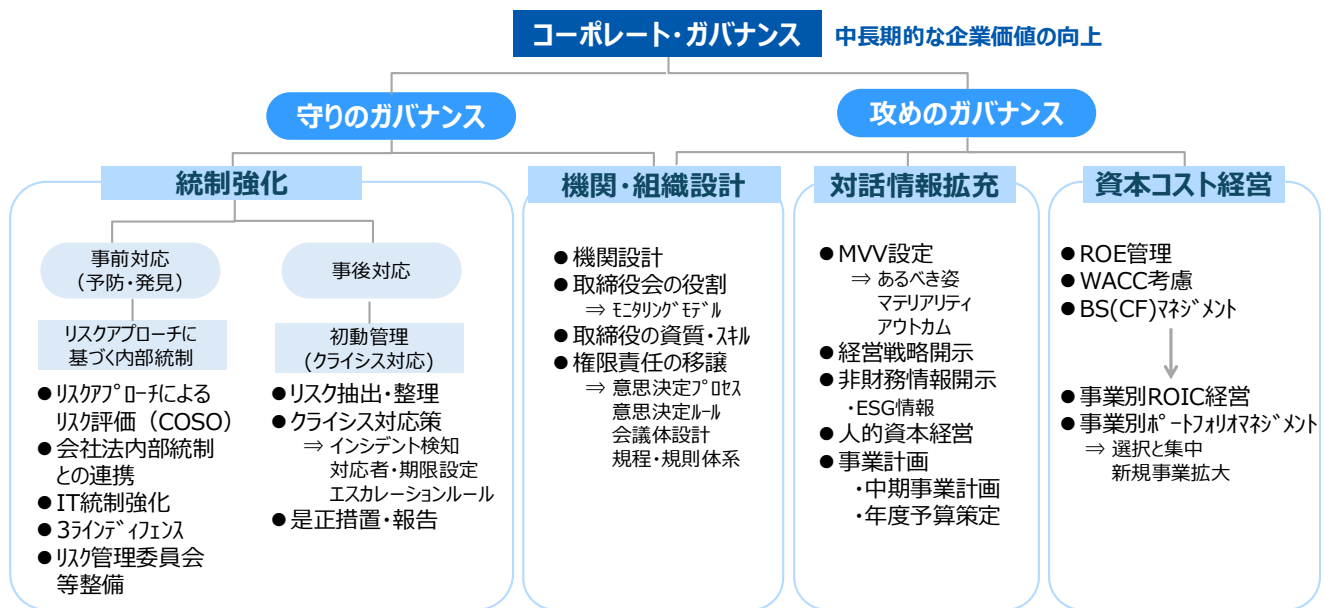 コーポレート・ガバナンス 中長期的な企業価値の向上
守りのガバナンス
攻めのガバナンス
統制強化
機関・組織設計
対話情報拡充
資本コスト経営
事前対応
(予防・発見)
リスクアプローチに
基づく内部統制
●ﾘｽｸｱﾌﾟﾛｰﾁによる
ﾘｽｸ評価（COSO）
●会社法内部統制
との連携
●IT統制強化
●3ﾗｲﾝﾃﾞｨﾌｪﾝｽ
●ﾘｽｸ管理委員会
等整備
事後対応
初動管理
(クライシス対応)
●リスク抽出・整理
●クライシス対応策
⇒ インシデント検知
対応者・期限設定
エスカレーションルール
●是正措置・報告
●機関設計
●取締役会の役割
⇒ ﾓﾆﾀﾘﾝｸﾞﾓﾃﾞﾙ
●取締役の資質・ｽｷﾙ
●権限責任の移譲
⇒ 意思決定ﾌﾟﾛｾｽ
意思決定ﾙｰﾙ
会議体設計
規程・規則体系
●MVV設定
⇒ あるべき姿
マテリアリティ
アウトカム
●経営戦略開示
●非財務情報開示
・ESG情報
●人的資本経営
●事業計画
・中期事業計画
・年度予算策定
●ROE管理
●WACC考慮
●BS(CF)ﾏﾈｼﾞﾒﾝﾄ
●事業別ROIC経営
●事業別ﾎﾟｰﾄﾌｫﾘｵﾏﾈｼﾞﾒﾝﾄ
⇒ 選択と集中
新規事業拡大